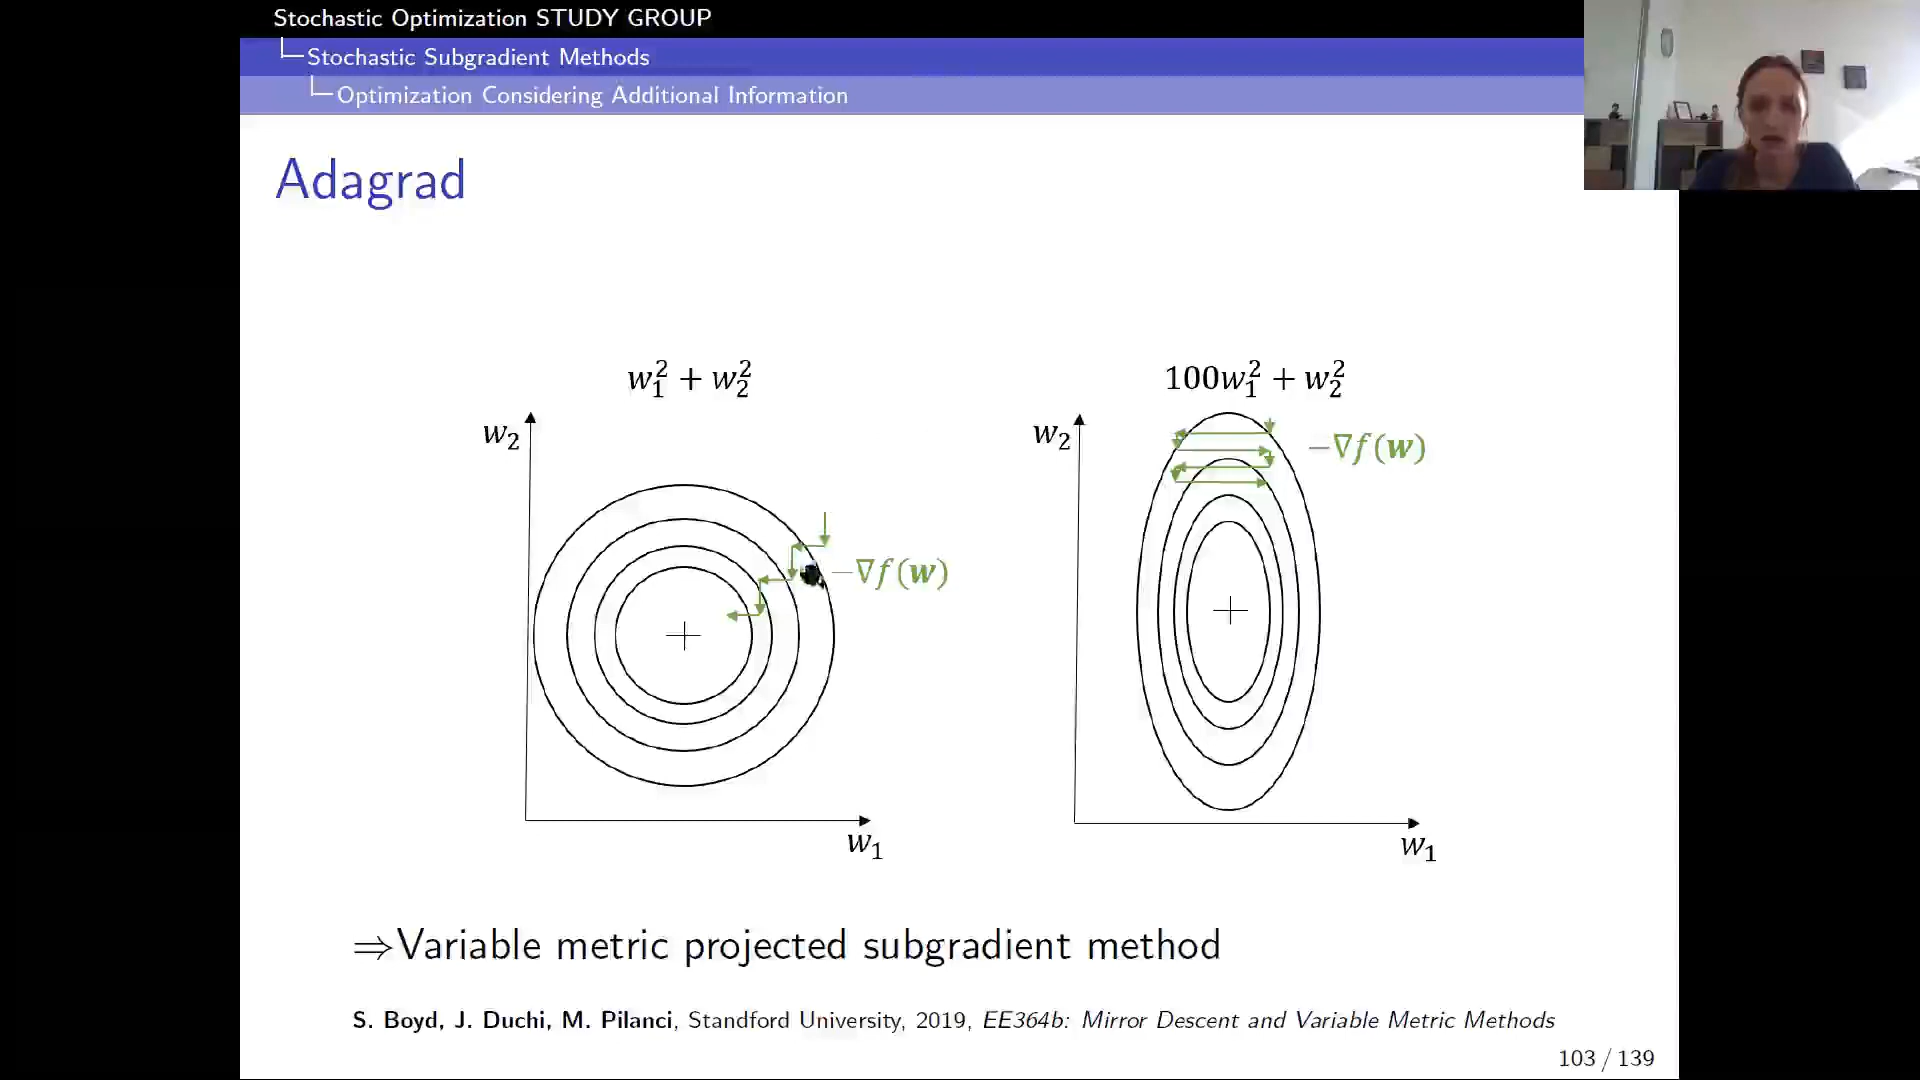 Stochastic Optimization STUDY GROUP
Stochastic Subgradient Methods
Optimization Considering Additional Information
Adagrad
w₁² + w₂²
100w₁² + w₂²
w₂
w₂
−∇f(w)
−∇f(w)
w₁
w₁
⇒Variable metric projected subgradient method
S. Boyd, J. Duchi, M. Pilanci, Standford University, 2019, EE364b: Mirror Descent and Variable Metric Methods
103 / 139